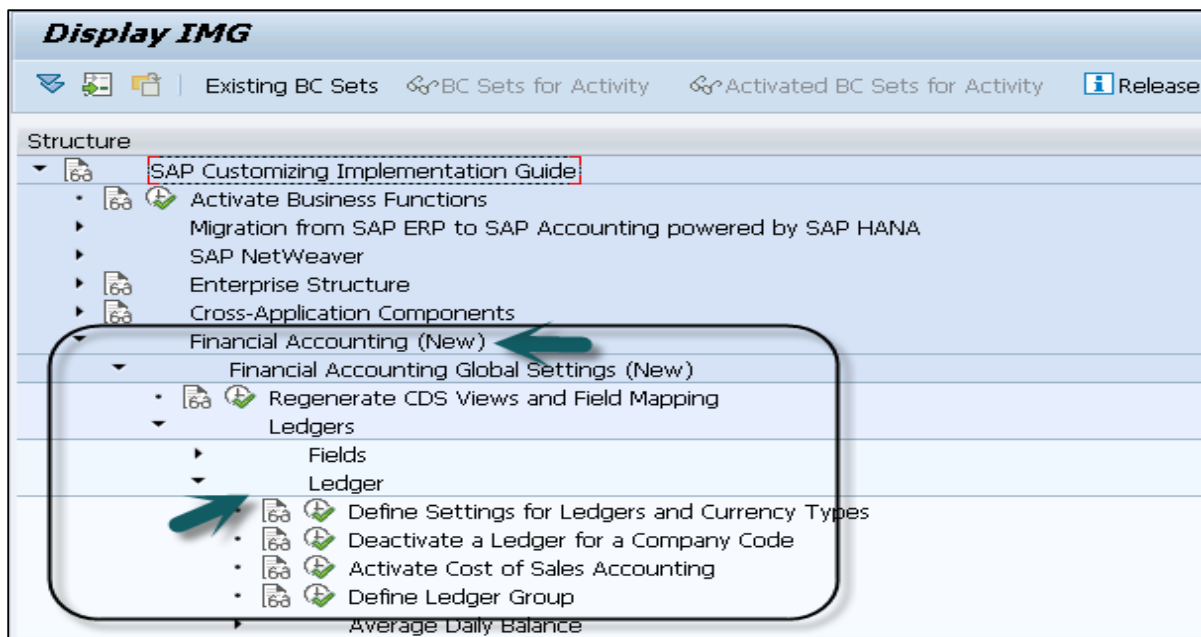 Display IMG
Existing BC Sets BC Sets for Activity Activated BC Sets for Activity Release
Structure
SAP Customizing Implementation Guide
Activate Business Functions
Migration from SAP ERP to SAP Accounting powered by SAP HANA
SAP NetWeaver
Enterprise Structure
Cross-Application Components
Financial Accounting (New)
Financial Accounting Global Settings (New)
Regenerate CDS Views and Field Mapping
Ledgers
Fields
Ledger
Define Settings for Ledgers and Currency Types
Deactivate a Ledger for a Company Code
Activate Cost of Sales Accounting
Define Ledger Group
Average Daily Balance